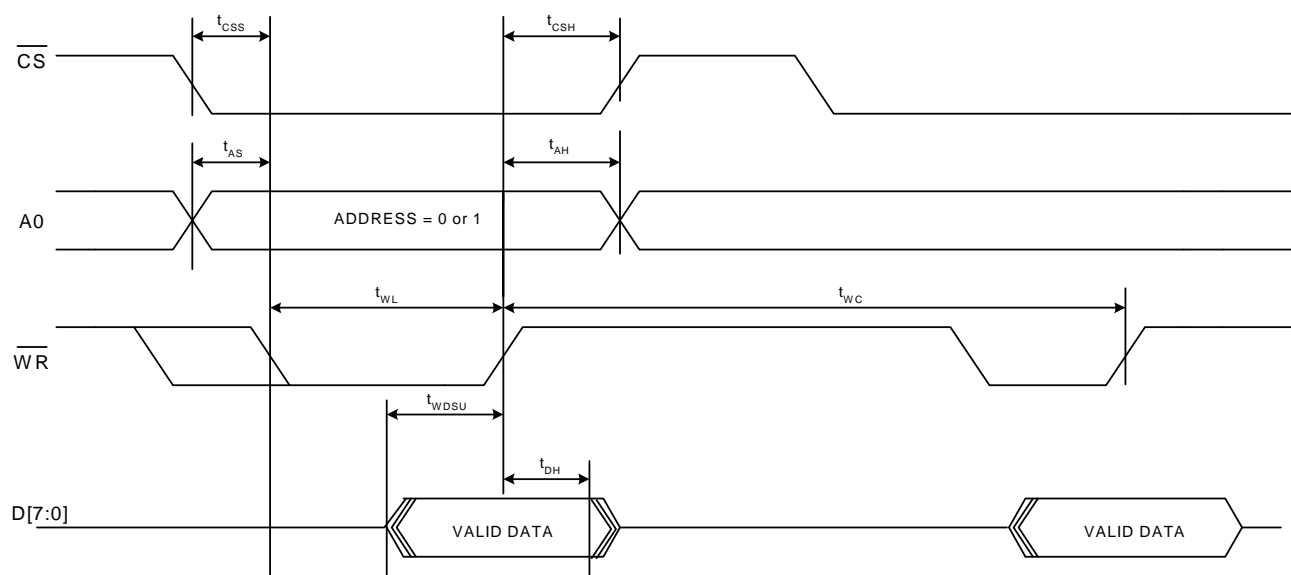 tCSS
tCSH
CS
tAS
tAH
A0
ADDRESS = 0 or 1
tWL
tWC
WR
tWDSU
tDH
D[7:0]
VALID DATA
VALID DATA